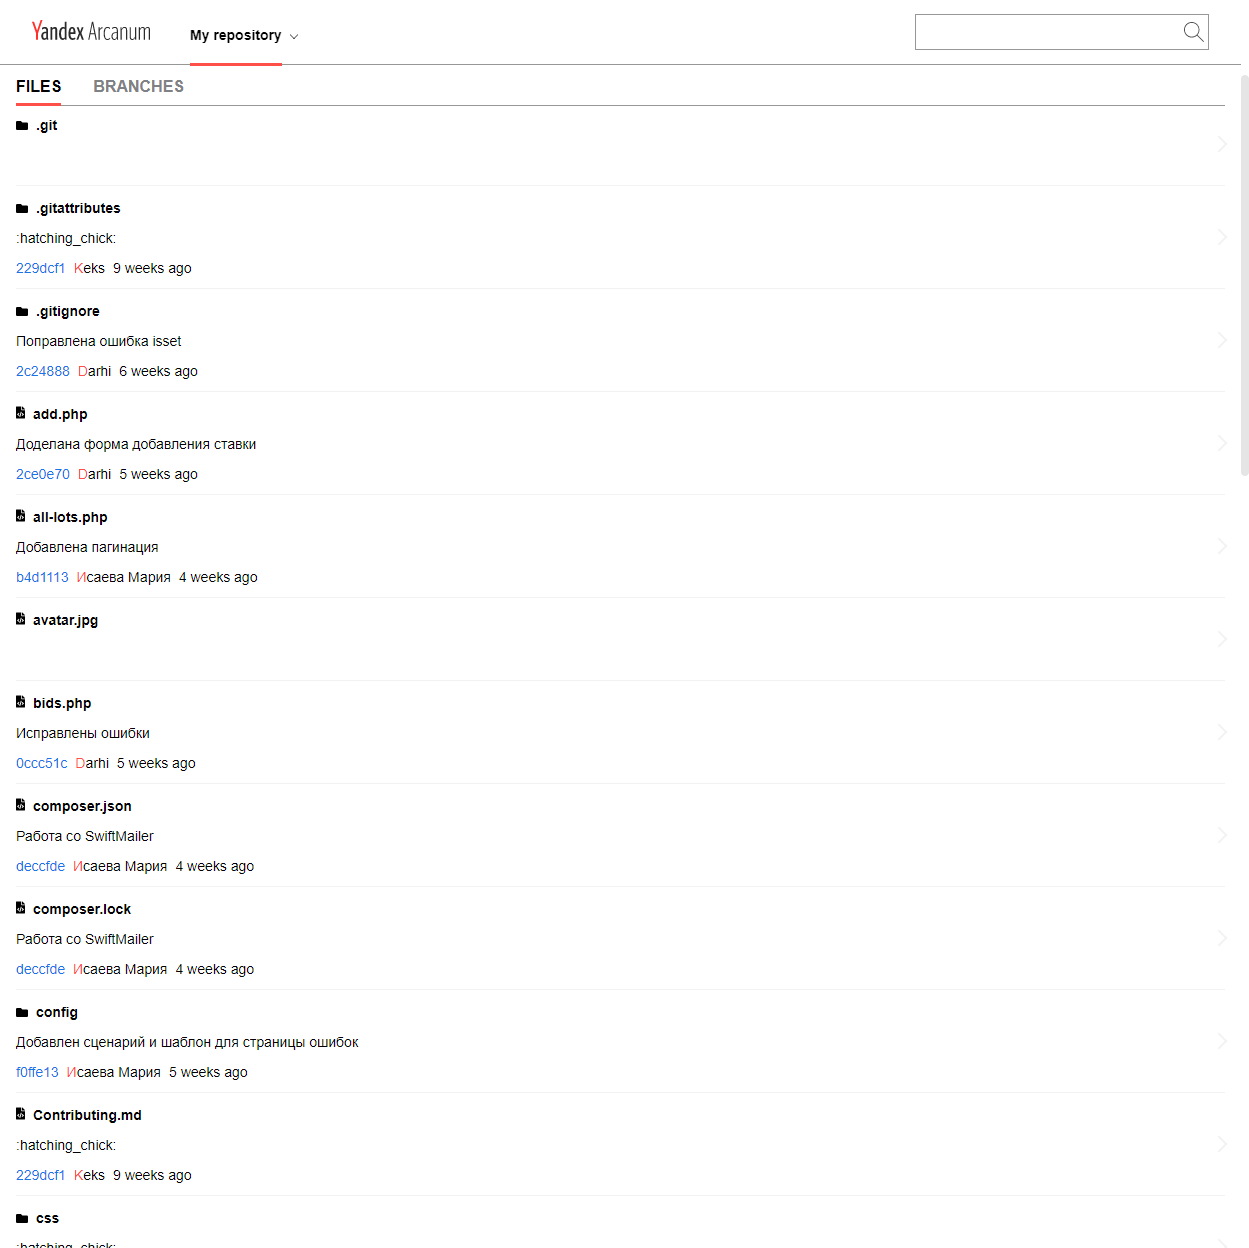 Yandex Arcanum My repository
FILES BRANCHES
.git
.gitattributes
:hatching_chick:
229dcf1 Keks 9 weeks ago
.gitignore
Поправлена ошибка isset
2c24888 Darhi 6 weeks ago
add.php
Доделана форма добавления ставки
2ce0e70 Darhi 5 weeks ago
all-lots.php
Добавлена пагинация
b4d1113 Исаева Мария 4 weeks ago
avatar.jpg
bids.php
Исправлены ошибки
0ccc51c Darhi 5 weeks ago
composer.json
Работа со SwiftMailer
deccfde Исаева Мария 4 weeks ago
composer.lock
Работа со SwiftMailer
deccfde Исаева Мария 4 weeks ago
config
Добавлен сценарий и шаблон для страницы ошибок
f0ffe13 Исаева Мария 5 weeks ago
Contributing.md
:hatching_chick:
229dcf1 Keks 9 weeks ago
css
:hatching_chick: